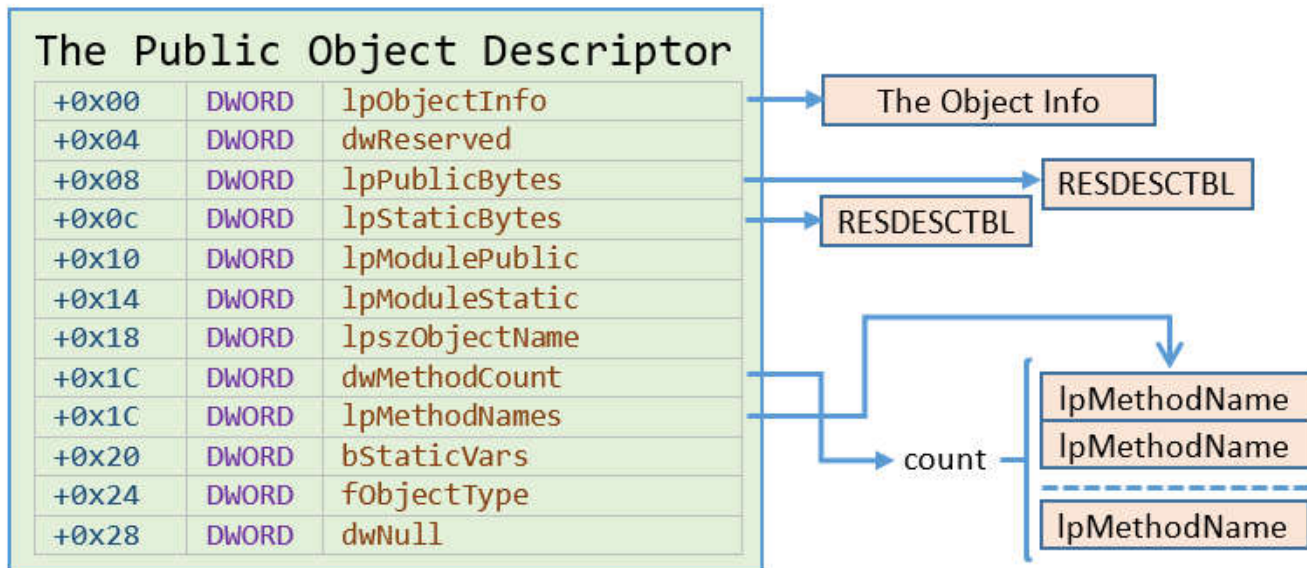 The Public Object Descriptor
+0x00 DWORD lpObjectInfo
The Object Info
+0x04 DWORD dwReserved
+0x08 DWORD lpPublicBytes
RESDESCTBL
+0x0c DWORD lpStaticBytes
RESDESCTBL
+0x10 DWORD lpModulePublic
+0x14 DWORD lpModuleStatic
+0x18 DWORD lpszObjectName
+0x1C DWORD dwMethodCount
+0x1C DWORD lpMethodNames
+0x20 DWORD bStaticVars
+0x24 DWORD fObjectType
+0x28 DWORD dwNull
count
lpMethodName
lpMethodName
lpMethodName